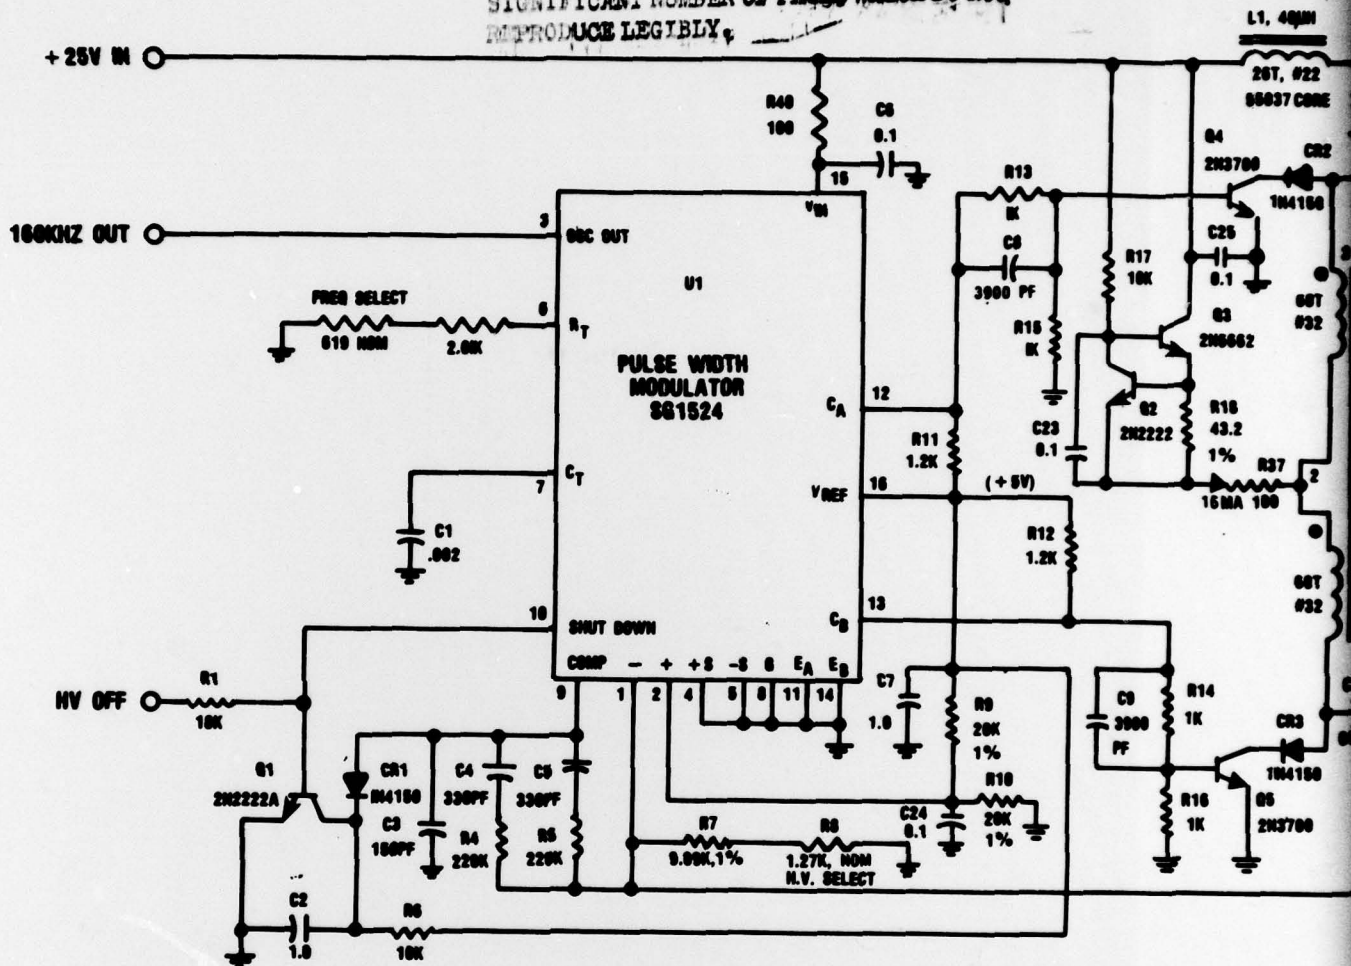 SIGNIFICANT NUMBER OF
REPRODUCE LEGIBLY.
L1, 40µH
+25V IN
26T, #22
55037 CORE
R40
100
C6
0.1
Q4
2N3700
CR2
1N4150
15
VIN
R13
1K
3
160KHZ OUT
OSC OUT
C8
3900 PF
C25
0.1
R17
10K
U1
FREQ SELECT
6
RT
619 NOM
2.00K
R15
1K
Q3
2N5662
60T
#32
PULSE WIDTH
MODULATOR
SG1524
12
CA
R11
1.2K
C23
0.1
Q2
2N2222
R18
43.2
1%
R37
2
CT
7
VREF
16
(+5V)
15MA 100
C1
.002
R12
1.2K
60T
#32
10
SHUT DOWN
13
CB
COMP − + +S −S G EA EB
9 1 2 4 5 8 11 14
HV OFF
R1
10K
C7
1.0
R9
20K
1%
C9
3900
PF
R14
1K
CR3
1N4150
Q1
2N2222A
CR1
IN4150
C4
330PF
C5
330PF
C3
150PF
R4
220K
R5
220K
R10
20K
1%
C24
0.1
R16
1K
Q5
2N3700
R7
9.09K,1%
R8
1.27K, NOM
H.V. SELECT
C2
1.0
R6
10K